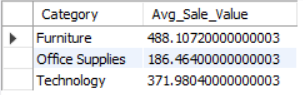 Category Avg_Sale_Value
Furniture 488.10720000000003
Office Supplies 186.46400000000003
Technology 371.98040000000003